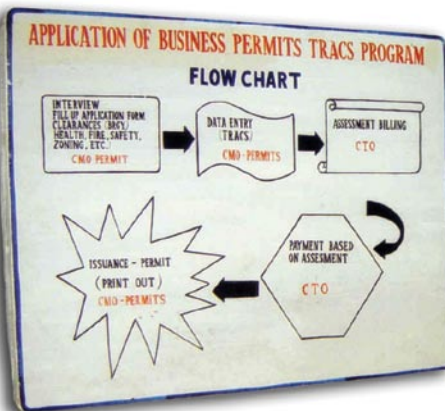 APPLICATION OF BUSINESS PERMITS TRACS PROGRAM
FLOW CHART
INTERVIEW
FILL UP APPLICATION FORM
CLEARANCES (BRGY.
HEALTH, FIRE, SAFETY,
ZONING, ETC.)
CMO PERMIT
DATA ENTRY
(TRACS)
CMO-PERMITS
ASSESSMENT BILLING
CTO
PAYMENT BASED
ON ASSESMENT
CTO
ISSUANCE - PERMIT
(PRINT OUT)
CMO-PERMITS